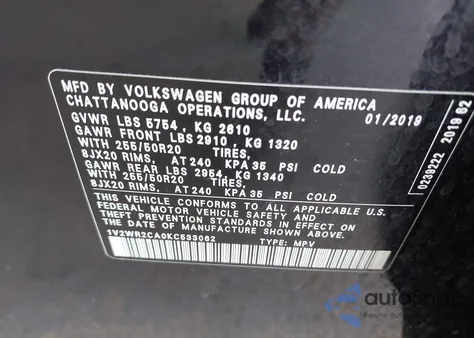 MFD BY VOLKSWAGEN GROUP OF AMERICA
CHATTANOOGA OPERATIONS, LLC. 01/2019
GVWR LBS 5754 , KG 2610
GAWR FRONT LBS 2910 , KG 1320
WITH 255/50R20 TIRES,
8JX20 RIMS, AT 240 KPA 35 PSI COLD
GAWR REAR LBS 2954, KG 1340
WITH 255/50R20 TIRES,
8JX20 RIMS, AT 240 KPA 35 PSI COLD
THIS VEHICLE CONFORMS TO ALL APPLICABLE
FEDERAL MOTOR VEHICLE SAFETY AND
THEFT PREVENTION STANDARDS IN EFFECT ON
THE DATE OF MANUFACTURE SHOWN ABOVE.
1V2WR2CA0KC533062 TYPE: MPV
0239222 2019 62
autoSnap